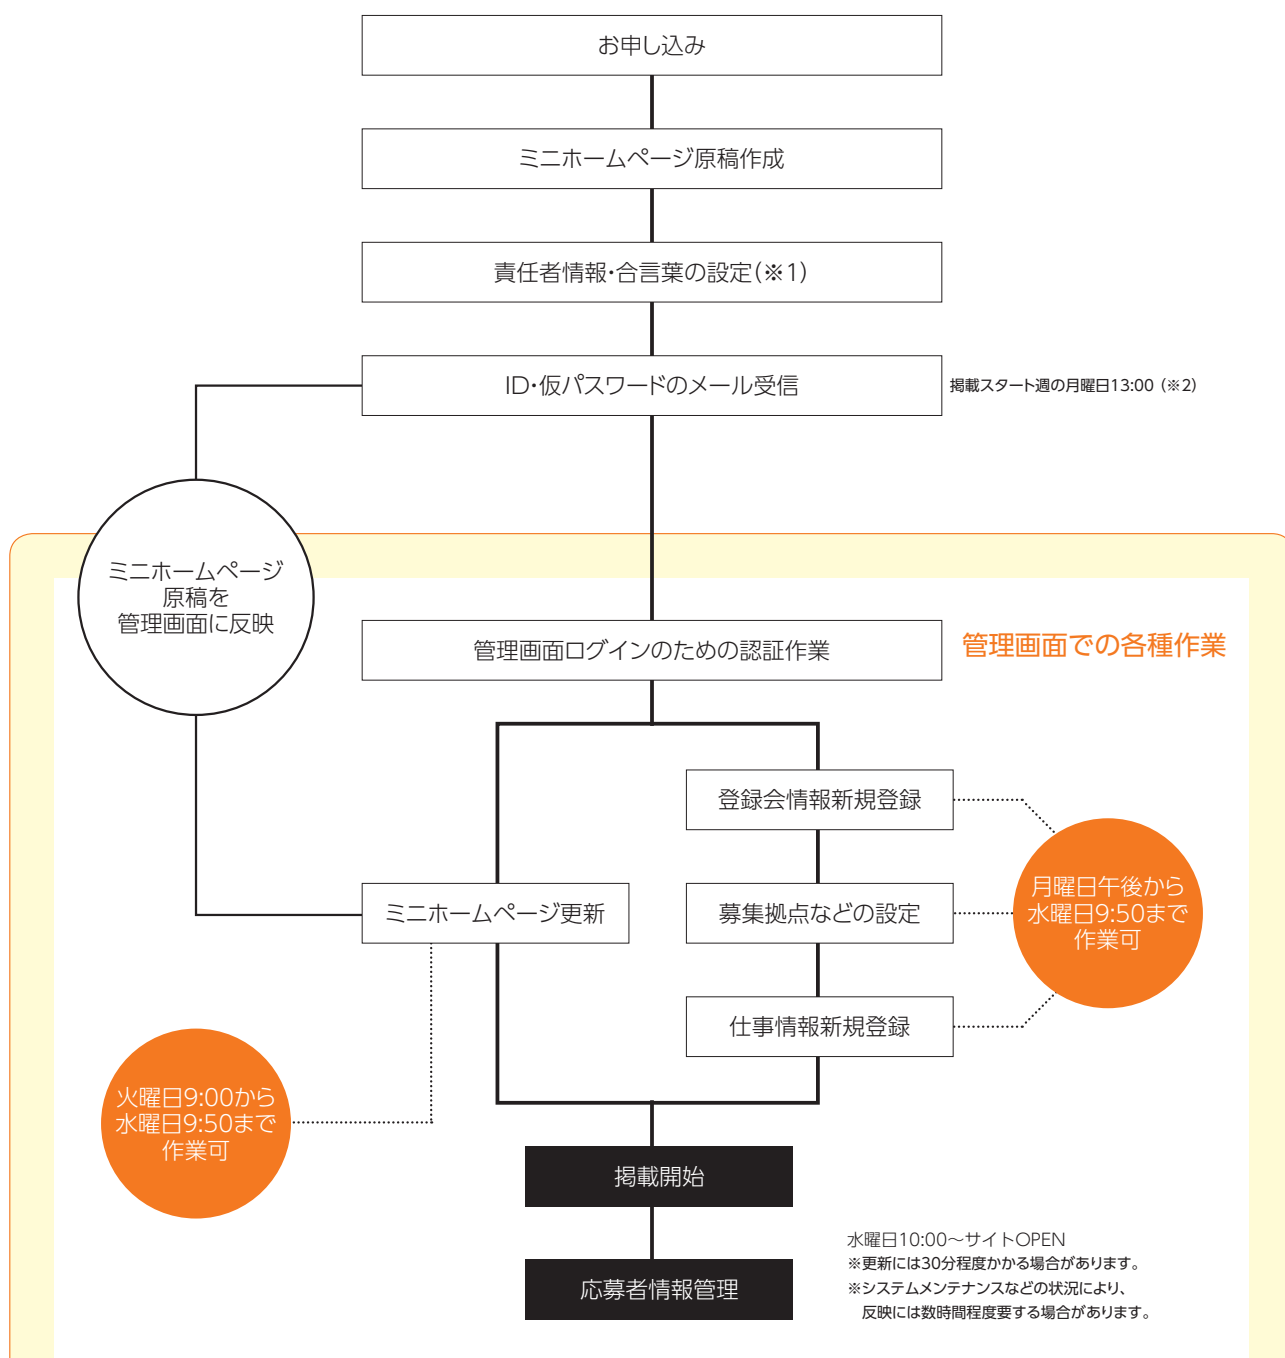 お申し込み
ミニホームページ原稿作成
責任者情報・合言葉の設定(※1)
ID・仮パスワードのメール受信
掲載スタート週の月曜日13:00（※2）
ミニホームページ
原稿を
管理画面に反映
管理画面ログインのための認証作業
管理画面での各種作業
登録会情報新規登録
月曜日午後から
水曜日9:50まで
作業可
ミニホームページ更新
募集拠点などの設定
仕事情報新規登録
火曜日9:00から
水曜日9:50まで
作業可
掲載開始
水曜日10:00～サイトOPEN
※更新には30分程度かかる場合があります。
※システムメンテナンスなどの状況により、
反映には数時間程度要する場合があります。
応募者情報管理